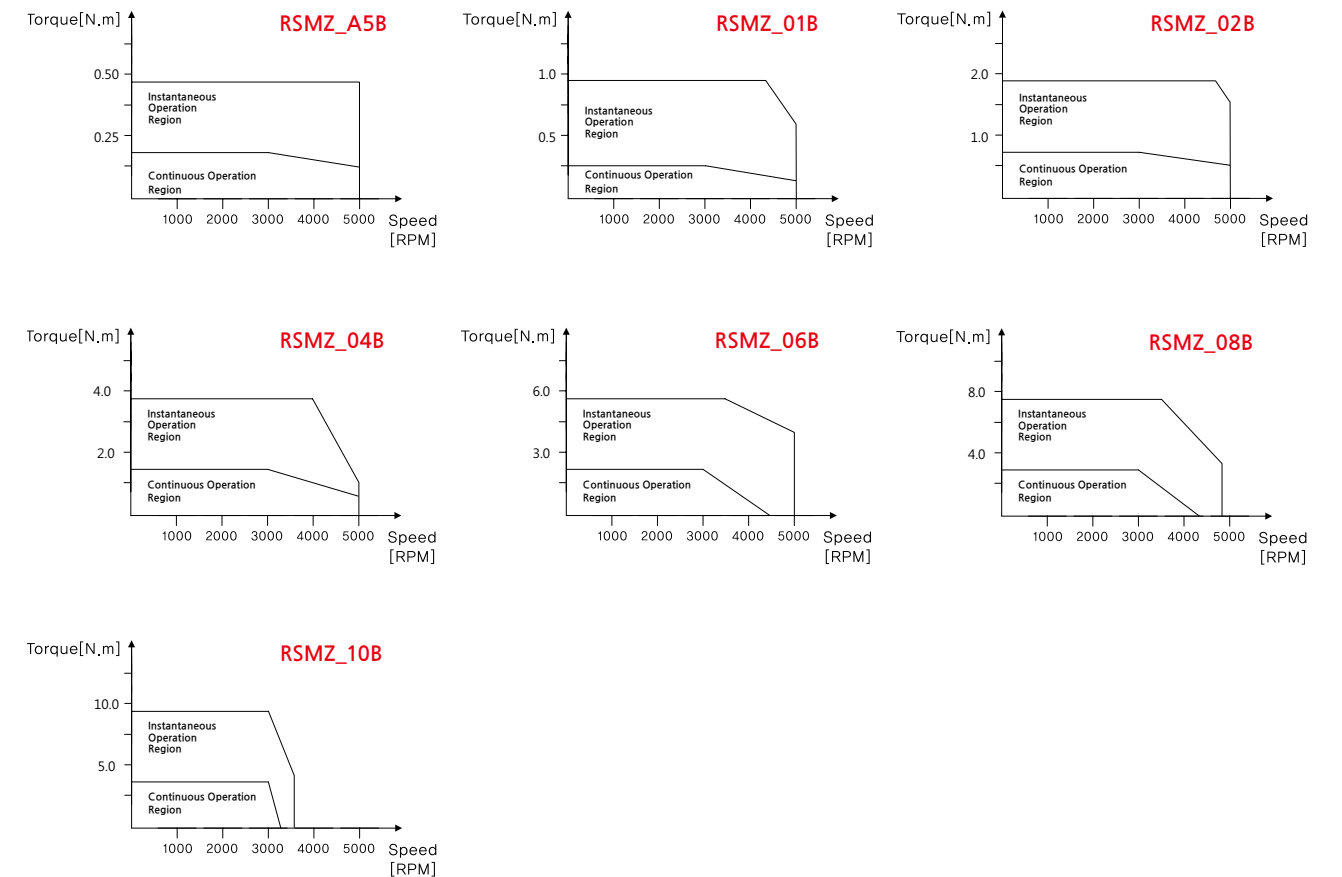 Torque[N.m]
RSMZ_A5B
0.50
0.25
Instantaneous
Operation
Region
Continuous Operation
Region
1000 2000 3000 4000 5000 Speed
[RPM]
Torque[N.m]
RSMZ_01B
1.0
0.5
Instantaneous
Operation
Region
Continuous Operation
Region
1000 2000 3000 4000 5000 Speed
[RPM]
Torque[N.m]
RSMZ_02B
2.0
1.0
Instantaneous
Operation
Region
Continuous Operation
Region
1000 2000 3000 4000 5000 Speed
[RPM]
Torque[N.m]
RSMZ_04B
4.0
2.0
Instantaneous
Operation
Region
Continuous Operation
Region
1000 2000 3000 4000 5000 Speed
[RPM]
Torque[N.m]
RSMZ_06B
6.0
3.0
Instantaneous
Operation
Region
Continuous Operation
Region
1000 2000 3000 4000 5000 Speed
[RPM]
Torque[N.m]
RSMZ_08B
8.0
4.0
Instantaneous
Operation
Region
Continuous Operation
Region
1000 2000 3000 4000 5000 Speed
[RPM]
Torque[N.m]
RSMZ_10B
10.0
5.0
Instantaneous
Operation
Region
Continuous Operation
Region
1000 2000 3000 4000 5000 Speed
[RPM]